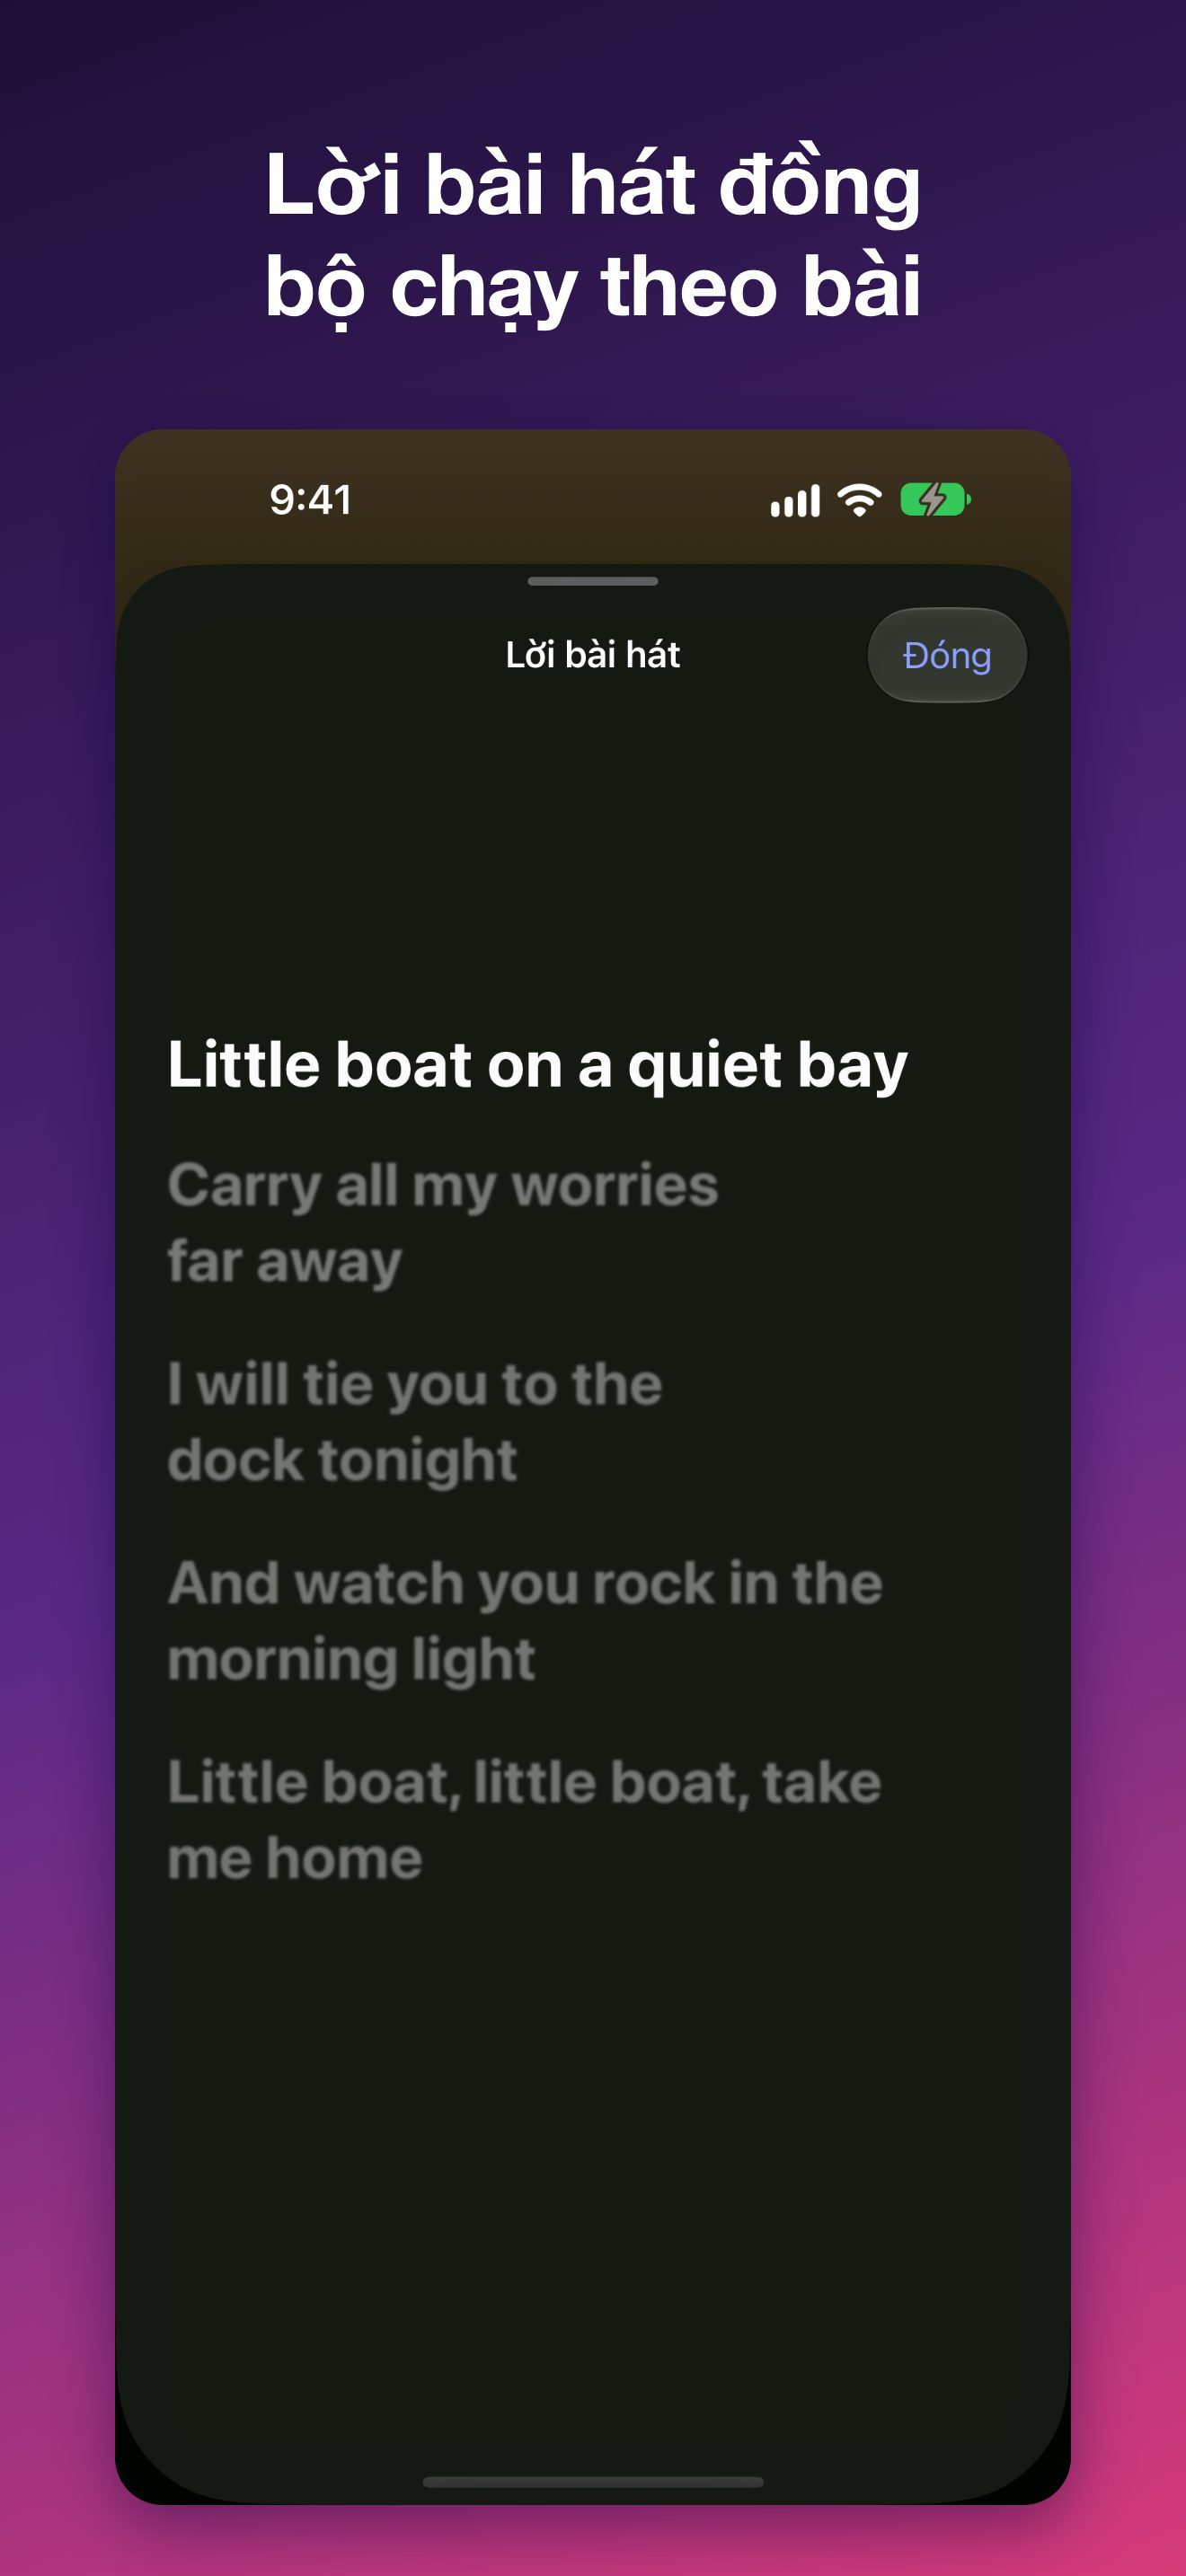 Lời bài hát đồng
bộ chạy theo bài
9:41
Lời bài hát
Đóng
Little boat on a quiet bay
Carry all my worries
far away
I will tie you to the
dock tonight
And watch you rock in the
morning light
Little boat, little boat, take
me home